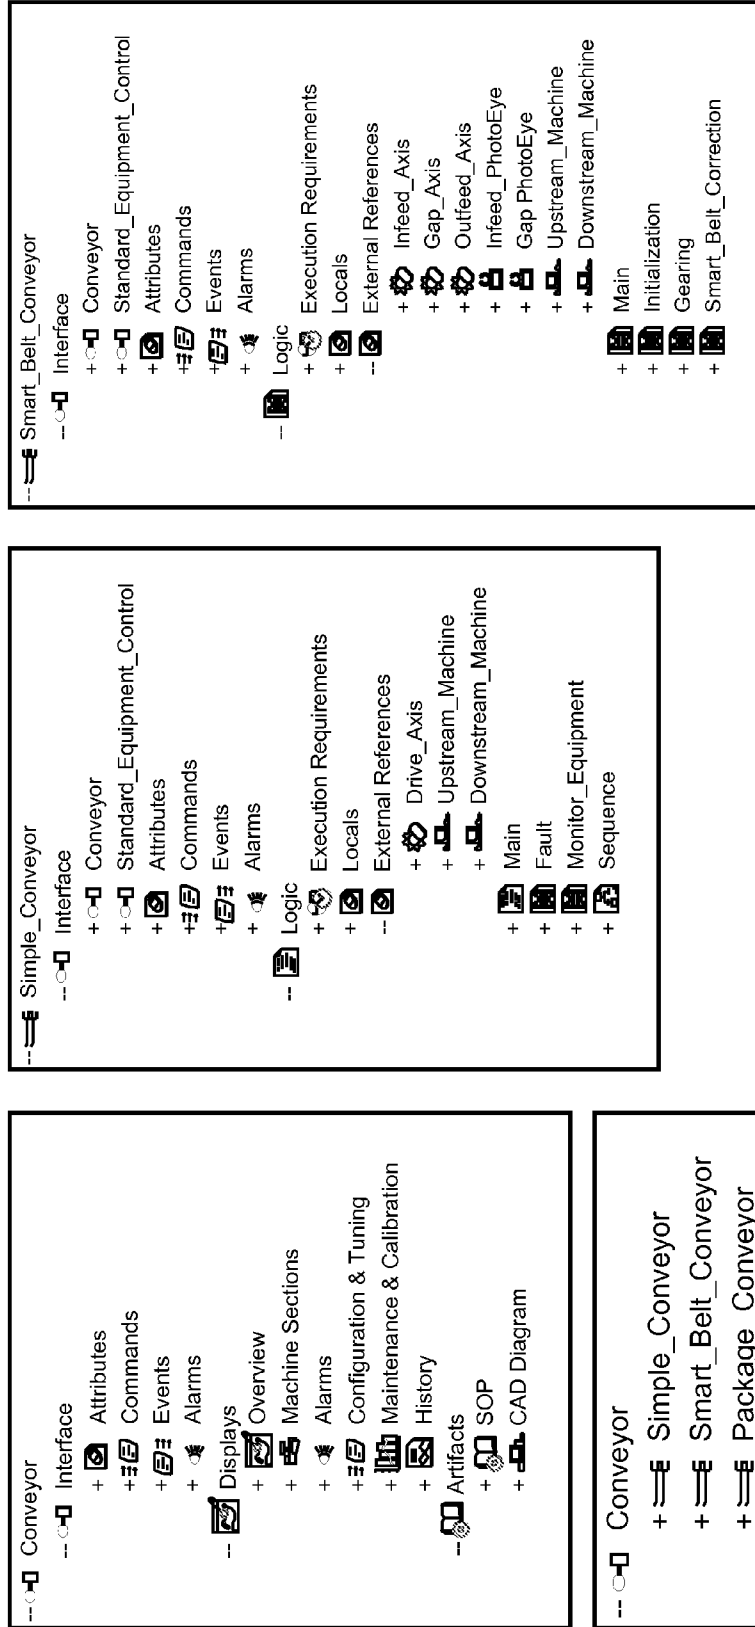 -- Conveyor
-- Interface
+ Attributes
+ Commands
+ Events
+ Alarms
-- Displays
+ Overview
+ Machine Sections
+ Alarms
+ Configuration & Tuning
+ Maintenance & Calibration
+ History
-- Artifacts
+ SOP
+ CAD Diagram
-- Conveyor
+ Simple_Conveyor
+ Smart_Belt_Conveyor
+ Package_Conveyor
-- Simple_Conveyor
-- Interface
+ Conveyor
+ Standard_Equipment_Control
+ Attributes
+ Commands
+ Events
+ Alarms
-- Logic
+ Execution Requirements
+ Locals
-- External References
+ Drive_Axis
+ Upstream_Machine
+ Downstream_Machine
+ Main
+ Fault
+ Monitor_Equipment
+ Sequence
-- Smart_Belt_Conveyor
-- Interface
+ Conveyor
+ Standard_Equipment_Control
+ Attributes
+ Commands
+ Events
+ Alarms
-- Logic
+ Execution Requirements
+ Locals
-- External References
+ Infeed_Axis
+ Gap_Axis
+ Outfeed_Axis
+ Infeed_PhotoEye
+ Gap PhotoEye
+ Upstream_Machine
+ Downstream_Machine
+ Main
+ Initialization
+ Gearing
+ Smart_Belt_Correction